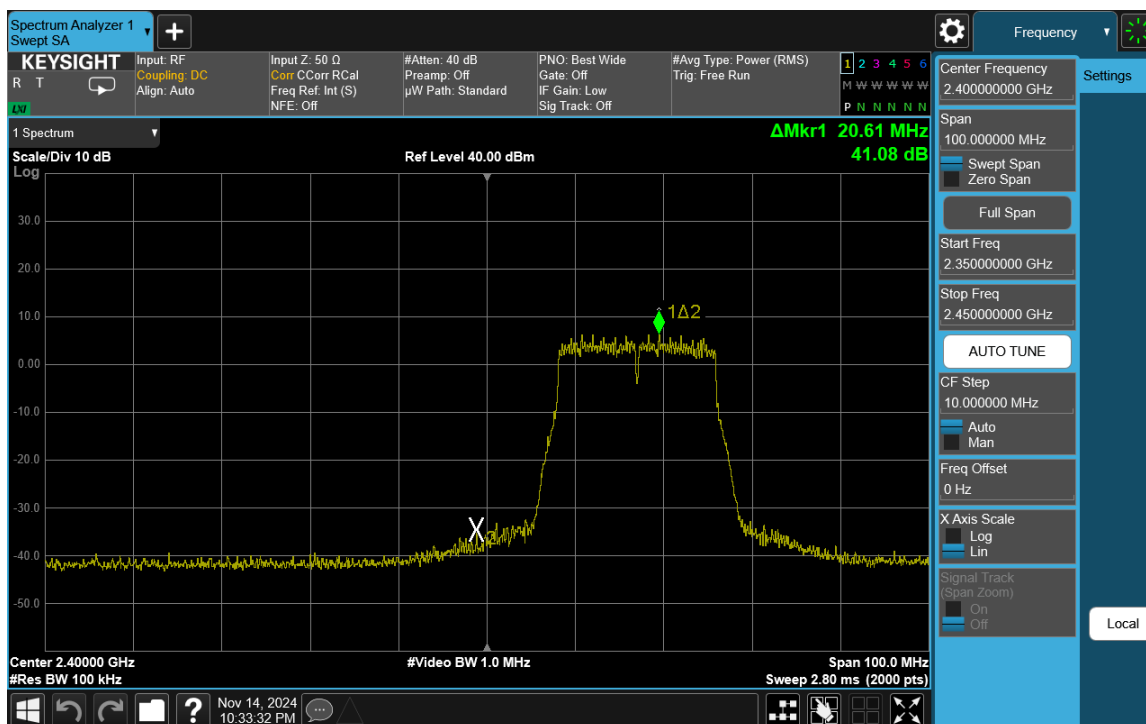 Spectrum Analyzer 1
Swept SA
Frequency
KEYSIGHT
R T
LXI
Input: RF
Coupling: DC
Align: Auto
Input Z: 50 Ω
Corr CCorr RCal
Freq Ref: Int (S)
NFE: Off
#Atten: 40 dB
Preamp: Off
µW Path: Standard
PNO: Best Wide
Gate: Off
IF Gain: Low
Sig Track: Off
#Avg Type: Power (RMS)
Trig: Free Run
1 2 3 4 5 6
M W W W W W
P N N N N N
1 Spectrum
Scale/Div 10 dB
Log
Ref Level 40.00 dBm
ΔMkr1 20.61 MHz
41.08 dB
30.0
20.0
10.0
0.00
-10.0
-20.0
-30.0
-40.0
-50.0
1Δ2
X
Center 2.40000 GHz
#Res BW 100 kHz
#Video BW 1.0 MHz
Span 100.0 MHz
Sweep 2.80 ms (2000 pts)
Center Frequency
2.400000000 GHz
Span
100.000000 MHz
Swept Span
Zero Span
Full Span
Start Freq
2.350000000 GHz
Stop Freq
2.450000000 GHz
AUTO TUNE
CF Step
10.000000 MHz
Auto
Man
Freq Offset
0 Hz
X Axis Scale
Log
Lin
Signal Track
(Span Zoom)
On
Off
Settings
Local
?
Nov 14, 2024
10:33:32 PM